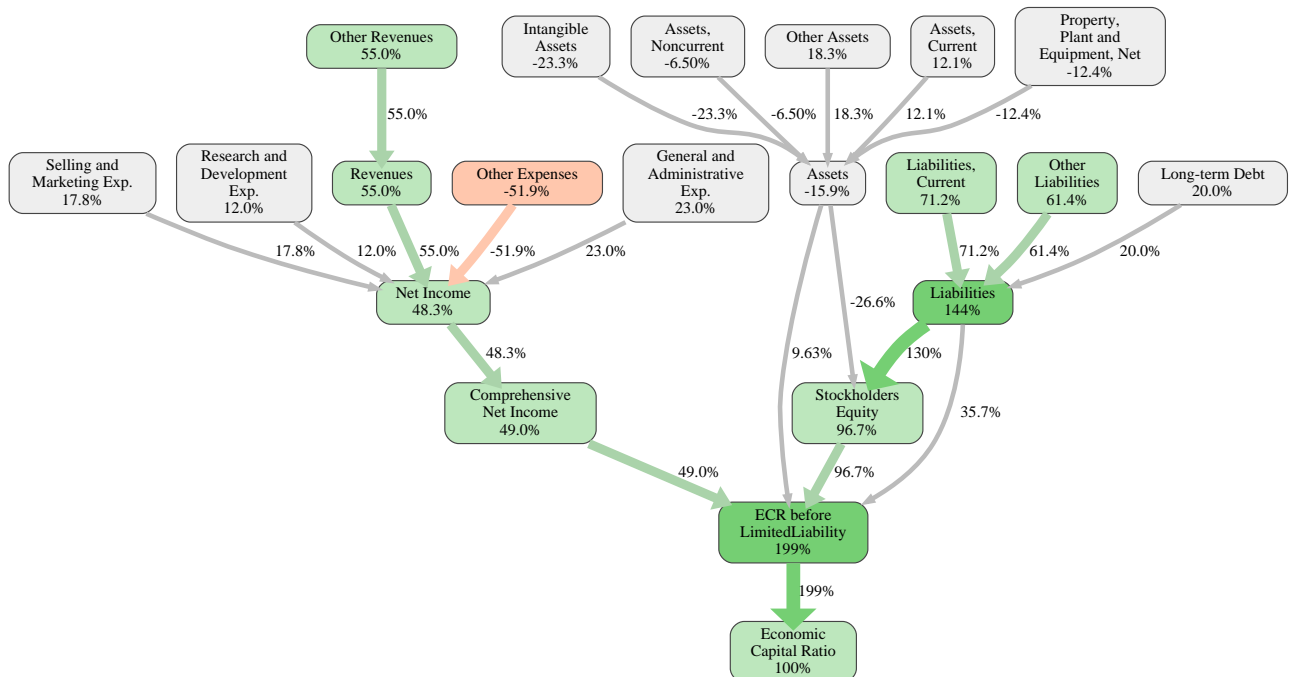 Other Revenues
55.0%
Intangible
Assets
-23.3%
Assets,
Noncurrent
-6.50%
Other Assets
18.3%
Assets,
Current
12.1%
Property,
Plant and
Equipment, Net
-12.4%
55.0%
-23.3%
-6.50%
18.3%
12.1%
-12.4%
Selling and
Marketing Exp.
17.8%
Research and
Development
Exp.
12.0%
Revenues
55.0%
Other Expenses
-51.9%
General and
Administrative
Exp.
23.0%
Assets
-15.9%
Liabilities,
Current
71.2%
Other
Liabilities
61.4%
Long-term Debt
20.0%
17.8%
12.0%
55.0%
-51.9%
23.0%
71.2%
61.4%
20.0%
Net Income
48.3%
Liabilities
144%
-26.6%
48.3%
9.63%
130%
35.7%
Comprehensive
Net Income
49.0%
Stockholders
Equity
96.7%
49.0%
96.7%
ECR before
LimitedLiability
199%
199%
Economic
Capital Ratio
100%